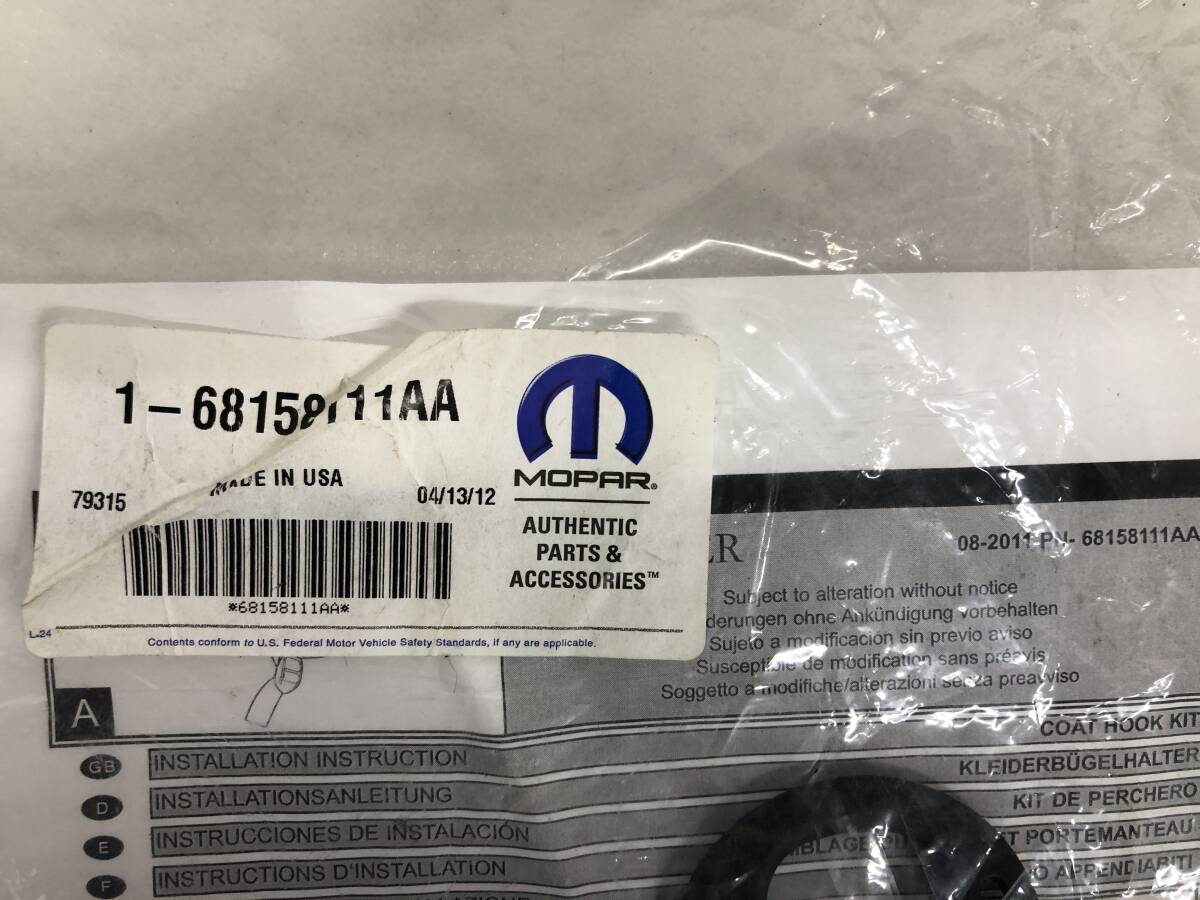 1-68158111AA
MADE IN USA
79315
04/13/12
*68158111AA*
MOPAR®
AUTHENTIC
PARTS &
ACCESSORIES™
L-24
Contents conform to U.S. Federal Motor Vehicle Safety Standards, if any are applicable.
08-2011 PN- 68158111AA
Subject to alteration without notice
ohne Ankündigung vorbehalten
Sujeto a modificación sin previo aviso
Susceptible de modification sans préavis
Soggetto a modifiche/alterazioni senza preavviso
A
COAT HOOK KIT
GB INSTALLATION INSTRUCTION
KLEIDERBÜGELHALTER
D INSTALLATIONSANLEITUNG
KIT DE PERCHERO
E INSTRUCCIONES DE INSTALACIÓN
PORTEMANTEAU
F INSTRUCTIONS D'INSTALLATION
APPENDIABITI